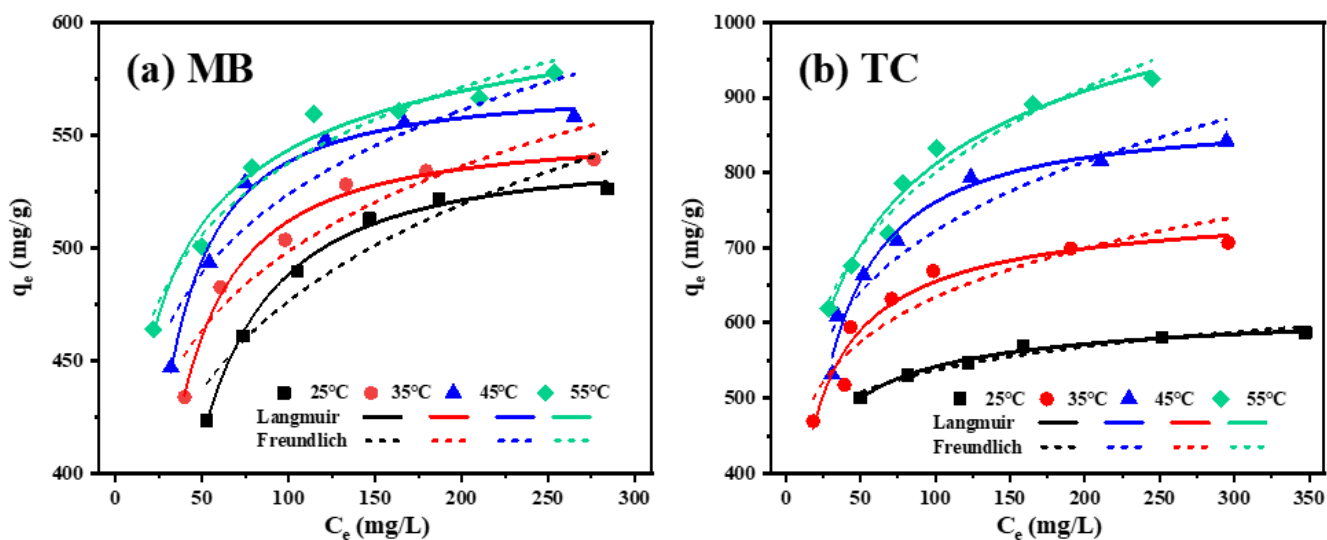 (a) MB
600
550
500
450
400
qₑ (mg/g)
25°C 35°C 45°C 55°C
Langmuir
Freundlich
0 50 100 150 200 250 300
Cₑ (mg/L)
(b) TC
1000
900
800
700
600
500
400
qₑ (mg/g)
25°C 35°C 45°C 55°C
Langmuir
Freundlich
0 50 100 150 200 250 300 350
Cₑ (mg/L)